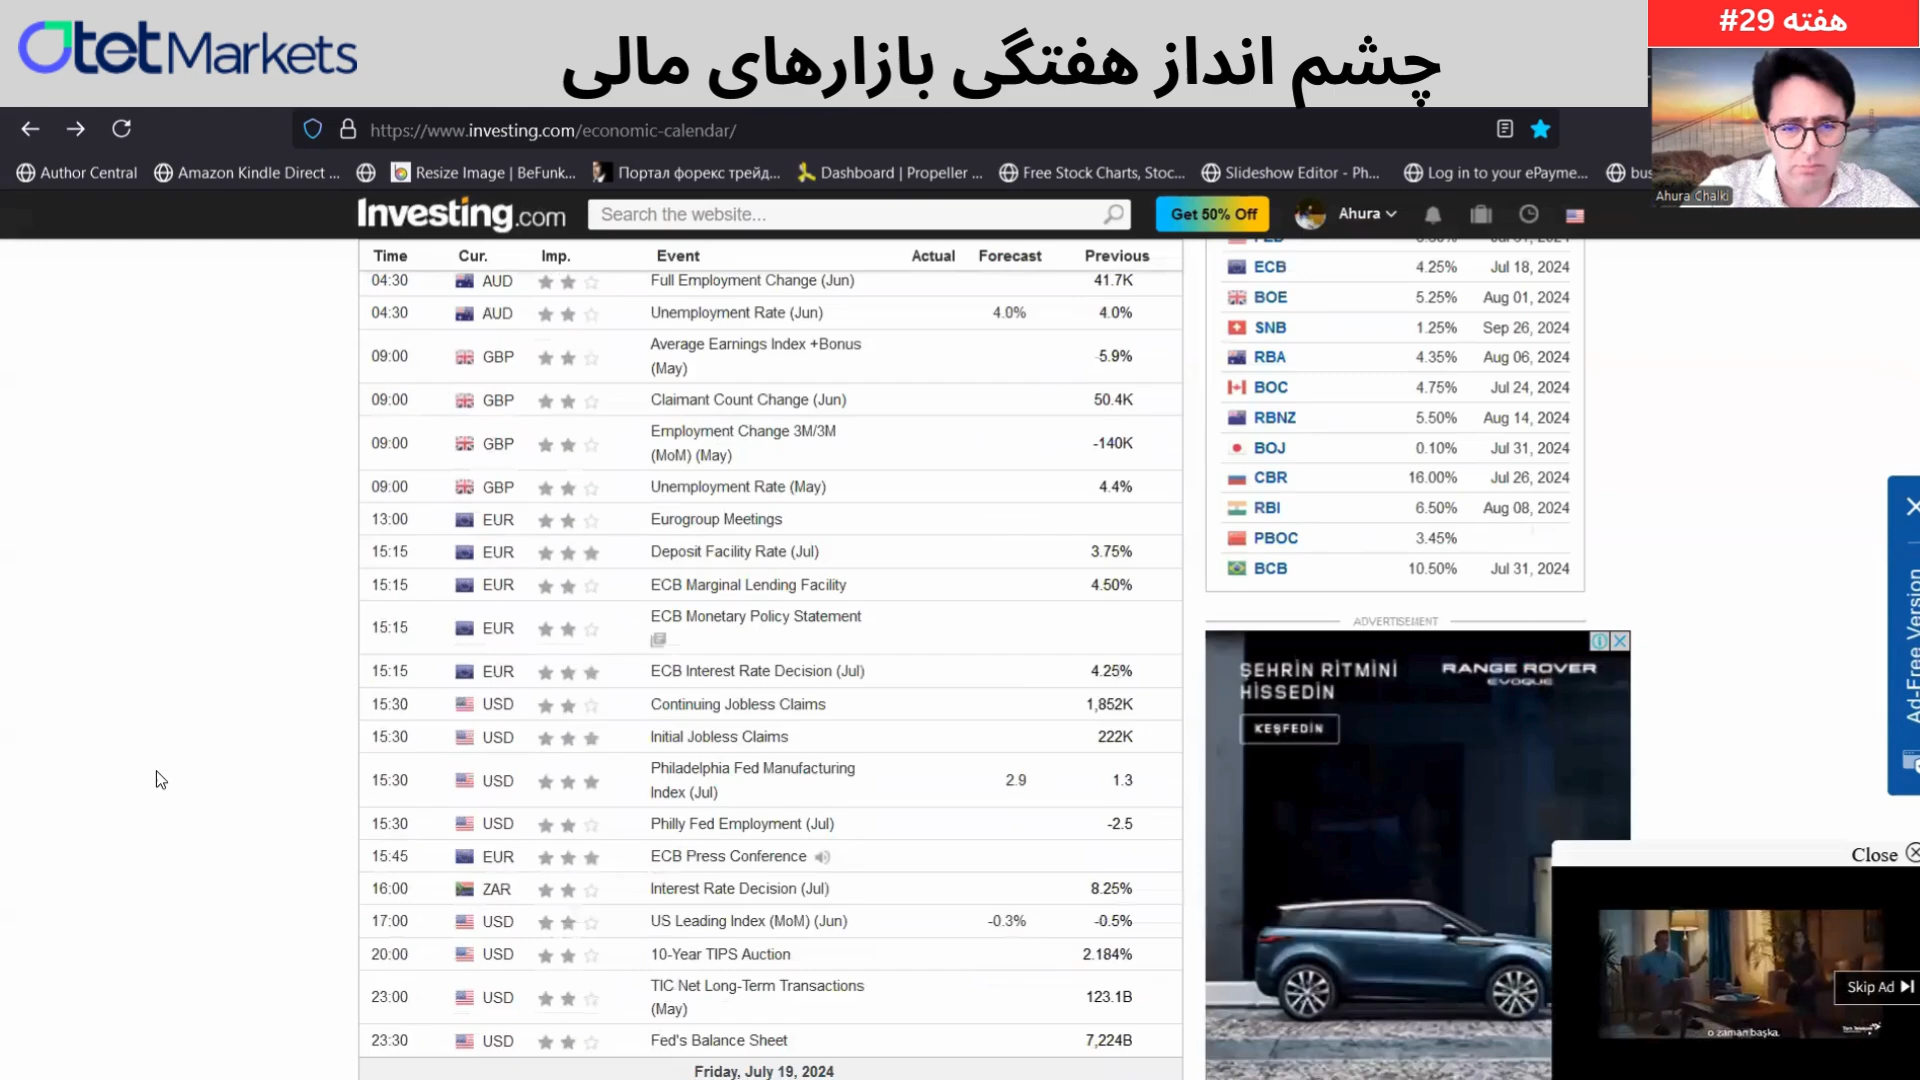 Otet Markets
چشم انداز هفتگی بازارهای مالی
هفته 29#
Ahura Chalki
https://www.investing.com/economic-calendar/
Author Central
Amazon Kindle Direct ...
Resize Image | BeFunk...
Портал форекс трейд...
Dashboard | Propeller ...
Free Stock Charts, Stoc...
Slideshow Editor - Ph...
Log in to your ePayme...
bus
Investing.com
Search the website...
Get 50% Off
Ahura
Time Cur. Imp. Event Actual Forecast Previous
04:30 AUD Full Employment Change (Jun) 41.7K
04:30 AUD Unemployment Rate (Jun) 4.0% 4.0%
09:00 GBP Average Earnings Index +Bonus (May) 5.9%
09:00 GBP Claimant Count Change (Jun) 50.4K
09:00 GBP Employment Change 3M/3M (MoM) (May) -140K
09:00 GBP Unemployment Rate (May) 4.4%
13:00 EUR Eurogroup Meetings
15:15 EUR Deposit Facility Rate (Jul) 3.75%
15:15 EUR ECB Marginal Lending Facility 4.50%
15:15 EUR ECB Monetary Policy Statement
15:15 EUR ECB Interest Rate Decision (Jul) 4.25%
15:30 USD Continuing Jobless Claims 1,852K
15:30 USD Initial Jobless Claims 222K
15:30 USD Philadelphia Fed Manufacturing Index (Jul) 2.9 1.3
15:30 USD Philly Fed Employment (Jul) -2.5
15:45 EUR ECB Press Conference
16:00 ZAR Interest Rate Decision (Jul) 8.25%
17:00 USD US Leading Index (MoM) (Jun) -0.3% -0.5%
20:00 USD 10-Year TIPS Auction 2.184%
23:00 USD TIC Net Long-Term Transactions (May) 123.1B
23:30 USD Fed's Balance Sheet 7,224B
Friday, July 19, 2024
ECB 4.25% Jul 18, 2024
BOE 5.25% Aug 01, 2024
SNB 1.25% Sep 26, 2024
RBA 4.35% Aug 06, 2024
BOC 4.75% Jul 24, 2024
RBNZ 5.50% Aug 14, 2024
BOJ 0.10% Jul 31, 2024
CBR 16.00% Jul 26, 2024
RBI 6.50% Aug 08, 2024
PBOC 3.45%
BCB 10.50% Jul 31, 2024
ADVERTISEMENT
ŞEHRİN RİTMİNİ
HİSSEDİN
RANGE ROVER
EVOQUE
KEŞFEDİN
Ad-Free Version
Close
Skip Ad
o zaman başka.